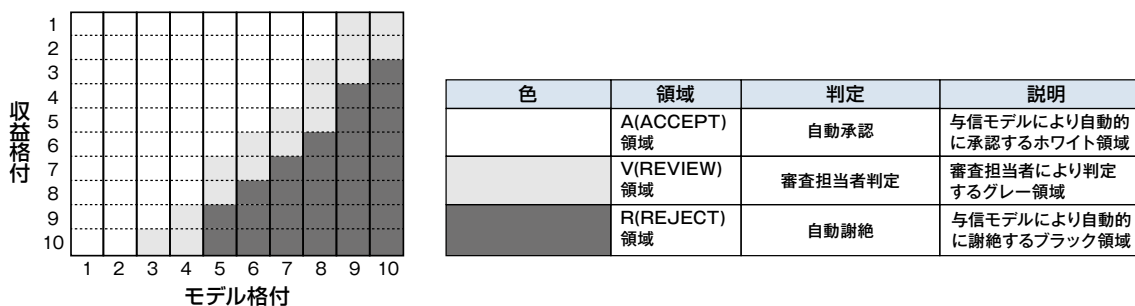 1
2
3
4
5
6
7
8
9
10
収益格付
1 2 3 4 5 6 7 8 9 10
モデル格付
色 領域 判定 説明
A(ACCEPT)
領域
自動承認
与信モデルにより自動的
に承認するホワイト領域
V(REVIEW)
領域
審査担当者判定
審査担当者により判定
するグレー領域
R(REJECT)
領域
自動謝絶
与信モデルにより自動的
に謝絶するブラック領域